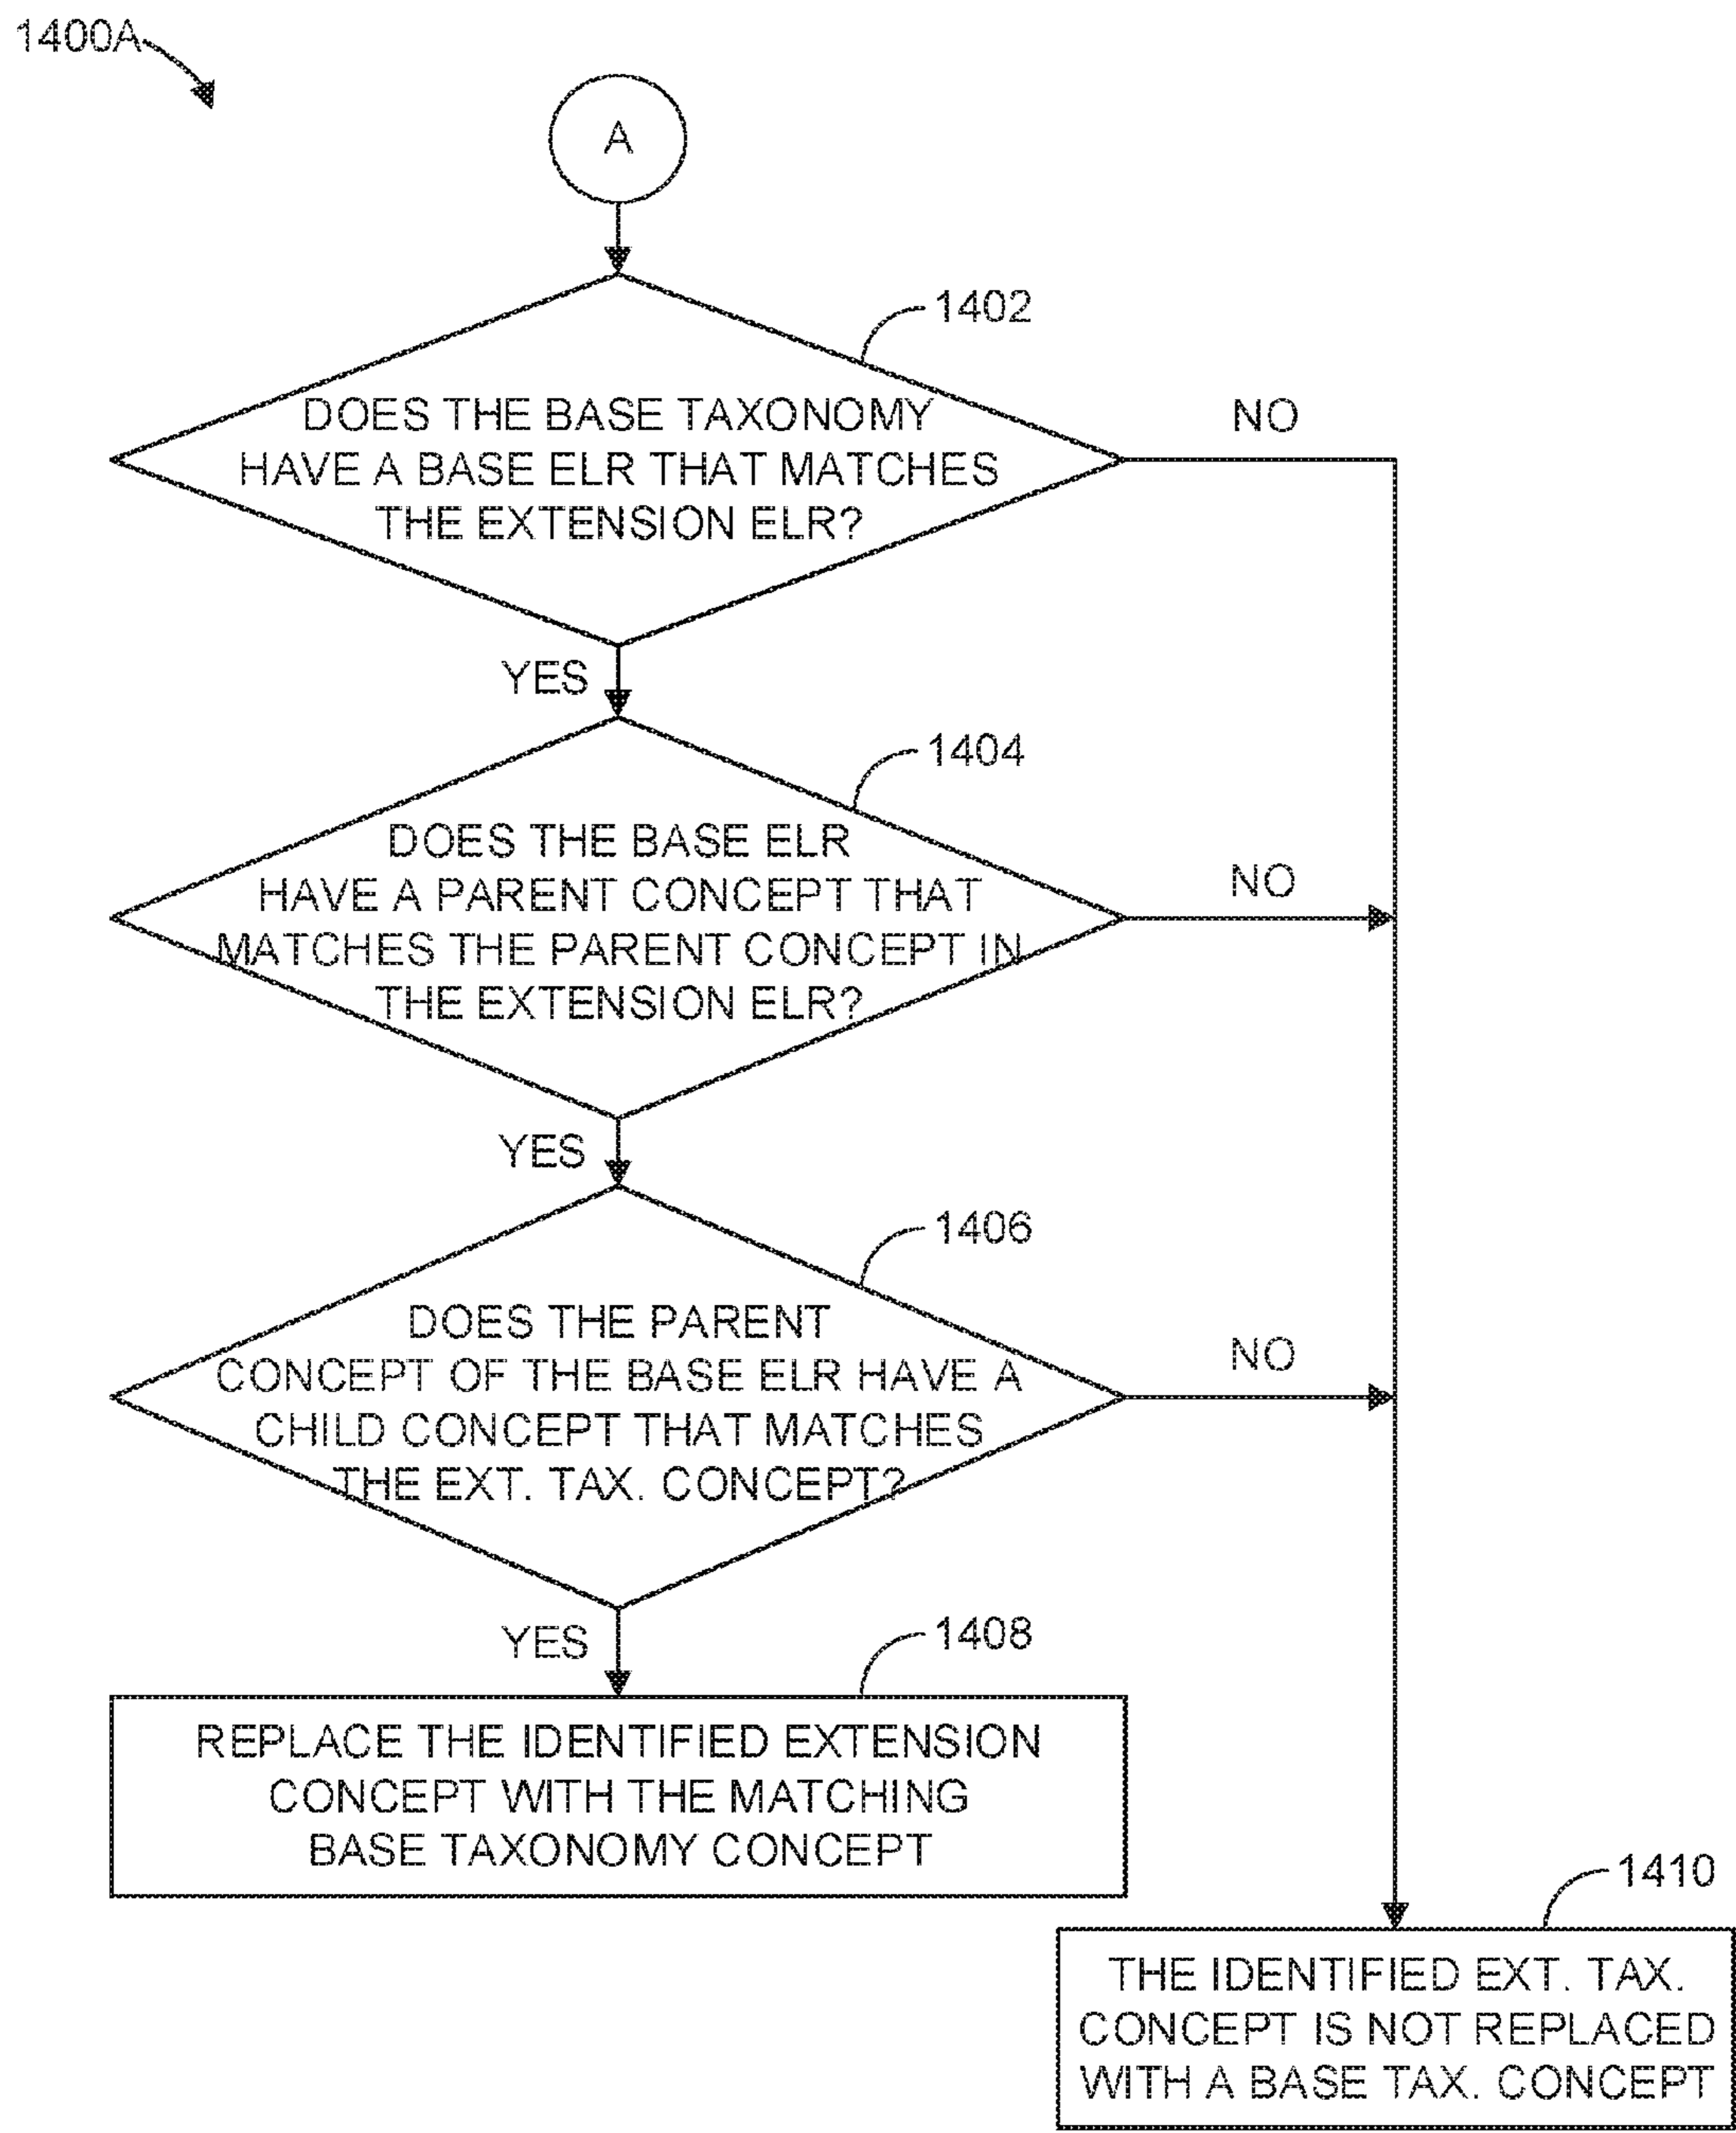 1400A
A
1402
DOES THE BASE TAXONOMY
HAVE A BASE ELR THAT MATCHES
THE EXTENSION ELR?
NO
YES
1404
DOES THE BASE ELR
HAVE A PARENT CONCEPT THAT
MATCHES THE PARENT CONCEPT IN
THE EXTENSION ELR?
NO
YES
1406
DOES THE PARENT
CONCEPT OF THE BASE ELR HAVE A
CHILD CONCEPT THAT MATCHES
THE EXT. TAX. CONCEPT?
NO
YES
1408
REPLACE THE IDENTIFIED EXTENSION
CONCEPT WITH THE MATCHING
BASE TAXONOMY CONCEPT
1410
THE IDENTIFIED EXT. TAX.
CONCEPT IS NOT REPLACED
WITH A BASE TAX. CONCEPT